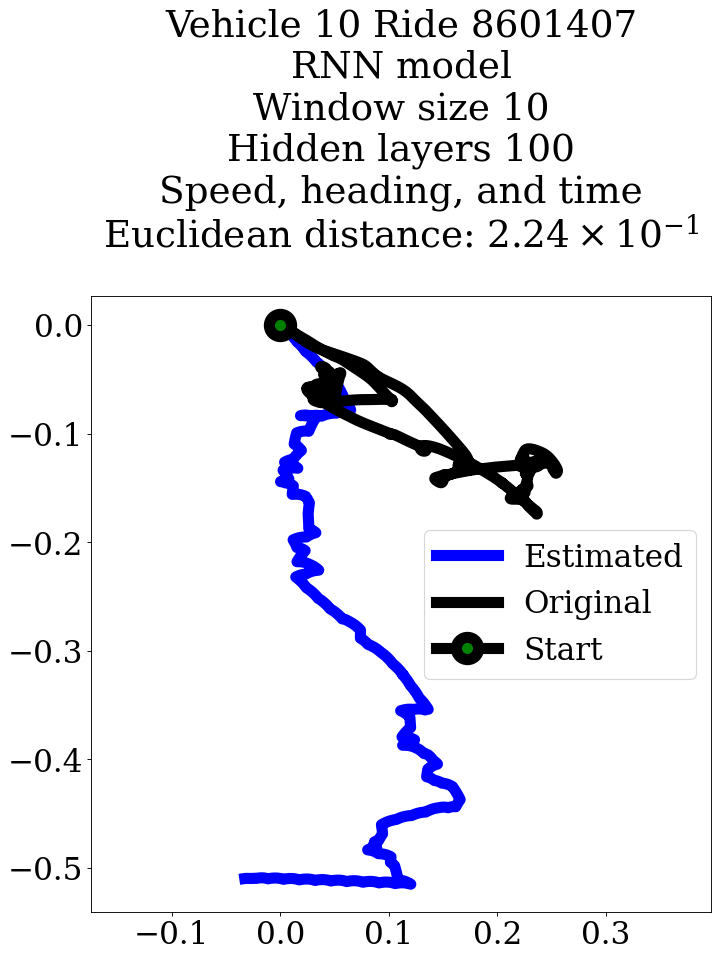 Vehicle 10 Ride 8601407
RNN model
Window size 10
Hidden layers 100
Speed, heading, and time
Euclidean distance: 2.24 × 10⁻¹
0.0
−0.1
−0.2
−0.3
−0.4
−0.5
Estimated
Original
Start
−0.1 0.0 0.1 0.2 0.3